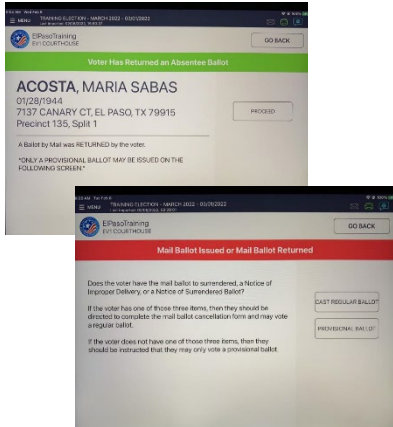 MENU
TRAINING ELECTION - MARCH 2022 - 03/01/2022
ElPasoTraining
EV1 COURTHOUSE
GO BACK
Voter Has Returned an Absentee Ballot
ACOSTA, MARIA SABAS
01/28/1944
7137 CANARY CT, EL PASO, TX 79915
Precinct 135, Split 1
PROCEED
A Ballot by Mail was RETURNED by the voter.
*ONLY A PROVISIONAL BALLOT MAY BE ISSUED ON THE
FOLLOWING SCREEN.*
MENU
TRAINING ELECTION - MARCH 2022 - 03/01/2022
ElPasoTraining
EV1 COURTHOUSE
GO BACK
Mail Ballot Issued or Mail Ballot Returned
Does the voter have the mail ballot to surrendered, a Notice of
Improper Delivery, or a Notice of Surrendered Ballot?
If the voter has one of those three items, then they should be
directed to complete the mail ballot cancellation form and may vote
a regular ballot.
If the voter does not have one of those three items, then they
should be instructed that they may only vote a provisional ballot.
CAST REGULAR BALLOT
PROVISIONAL BALLOT